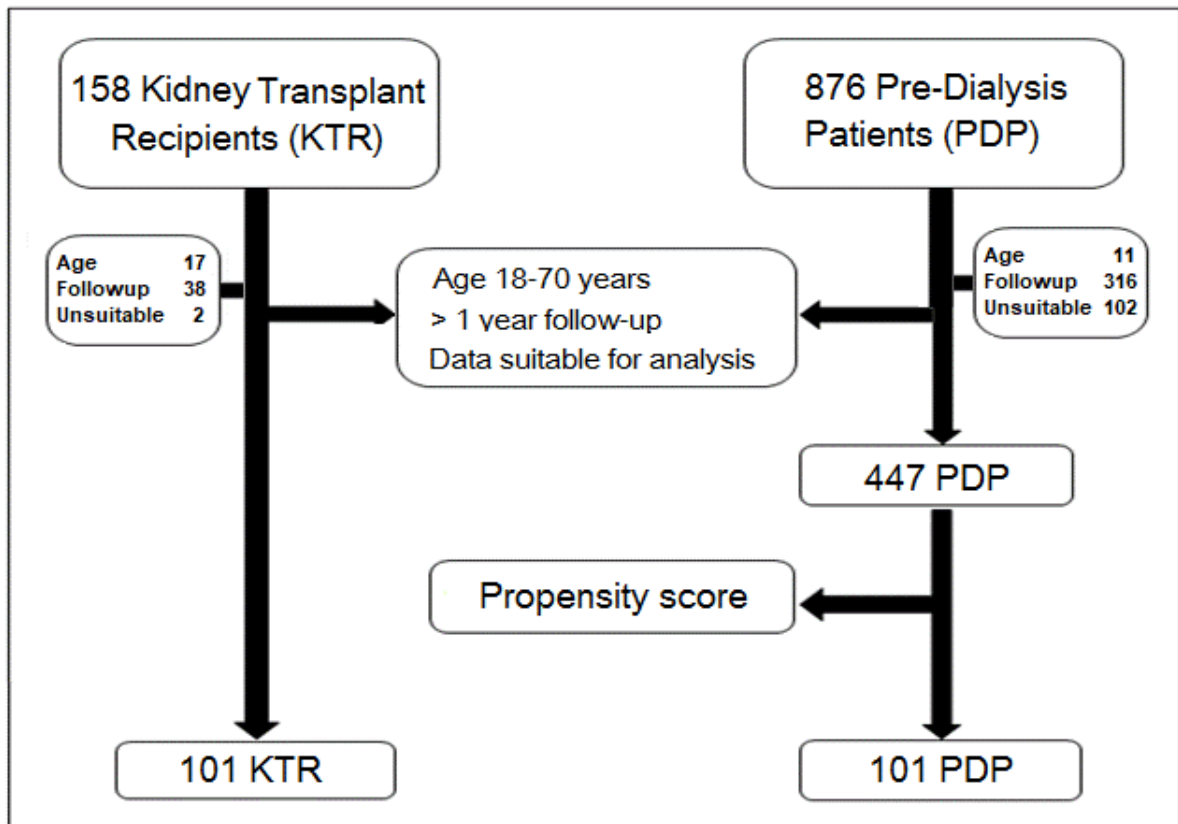 158 Kidney Transplant
Recipients (KTR)
876 Pre-Dialysis
Patients (PDP)
Age 17
Followup 38
Unsuitable 2
Age 18-70 years
> 1 year follow-up
Data suitable for analysis
Age 11
Followup 316
Unsuitable 102
447 PDP
Propensity score
101 KTR
101 PDP